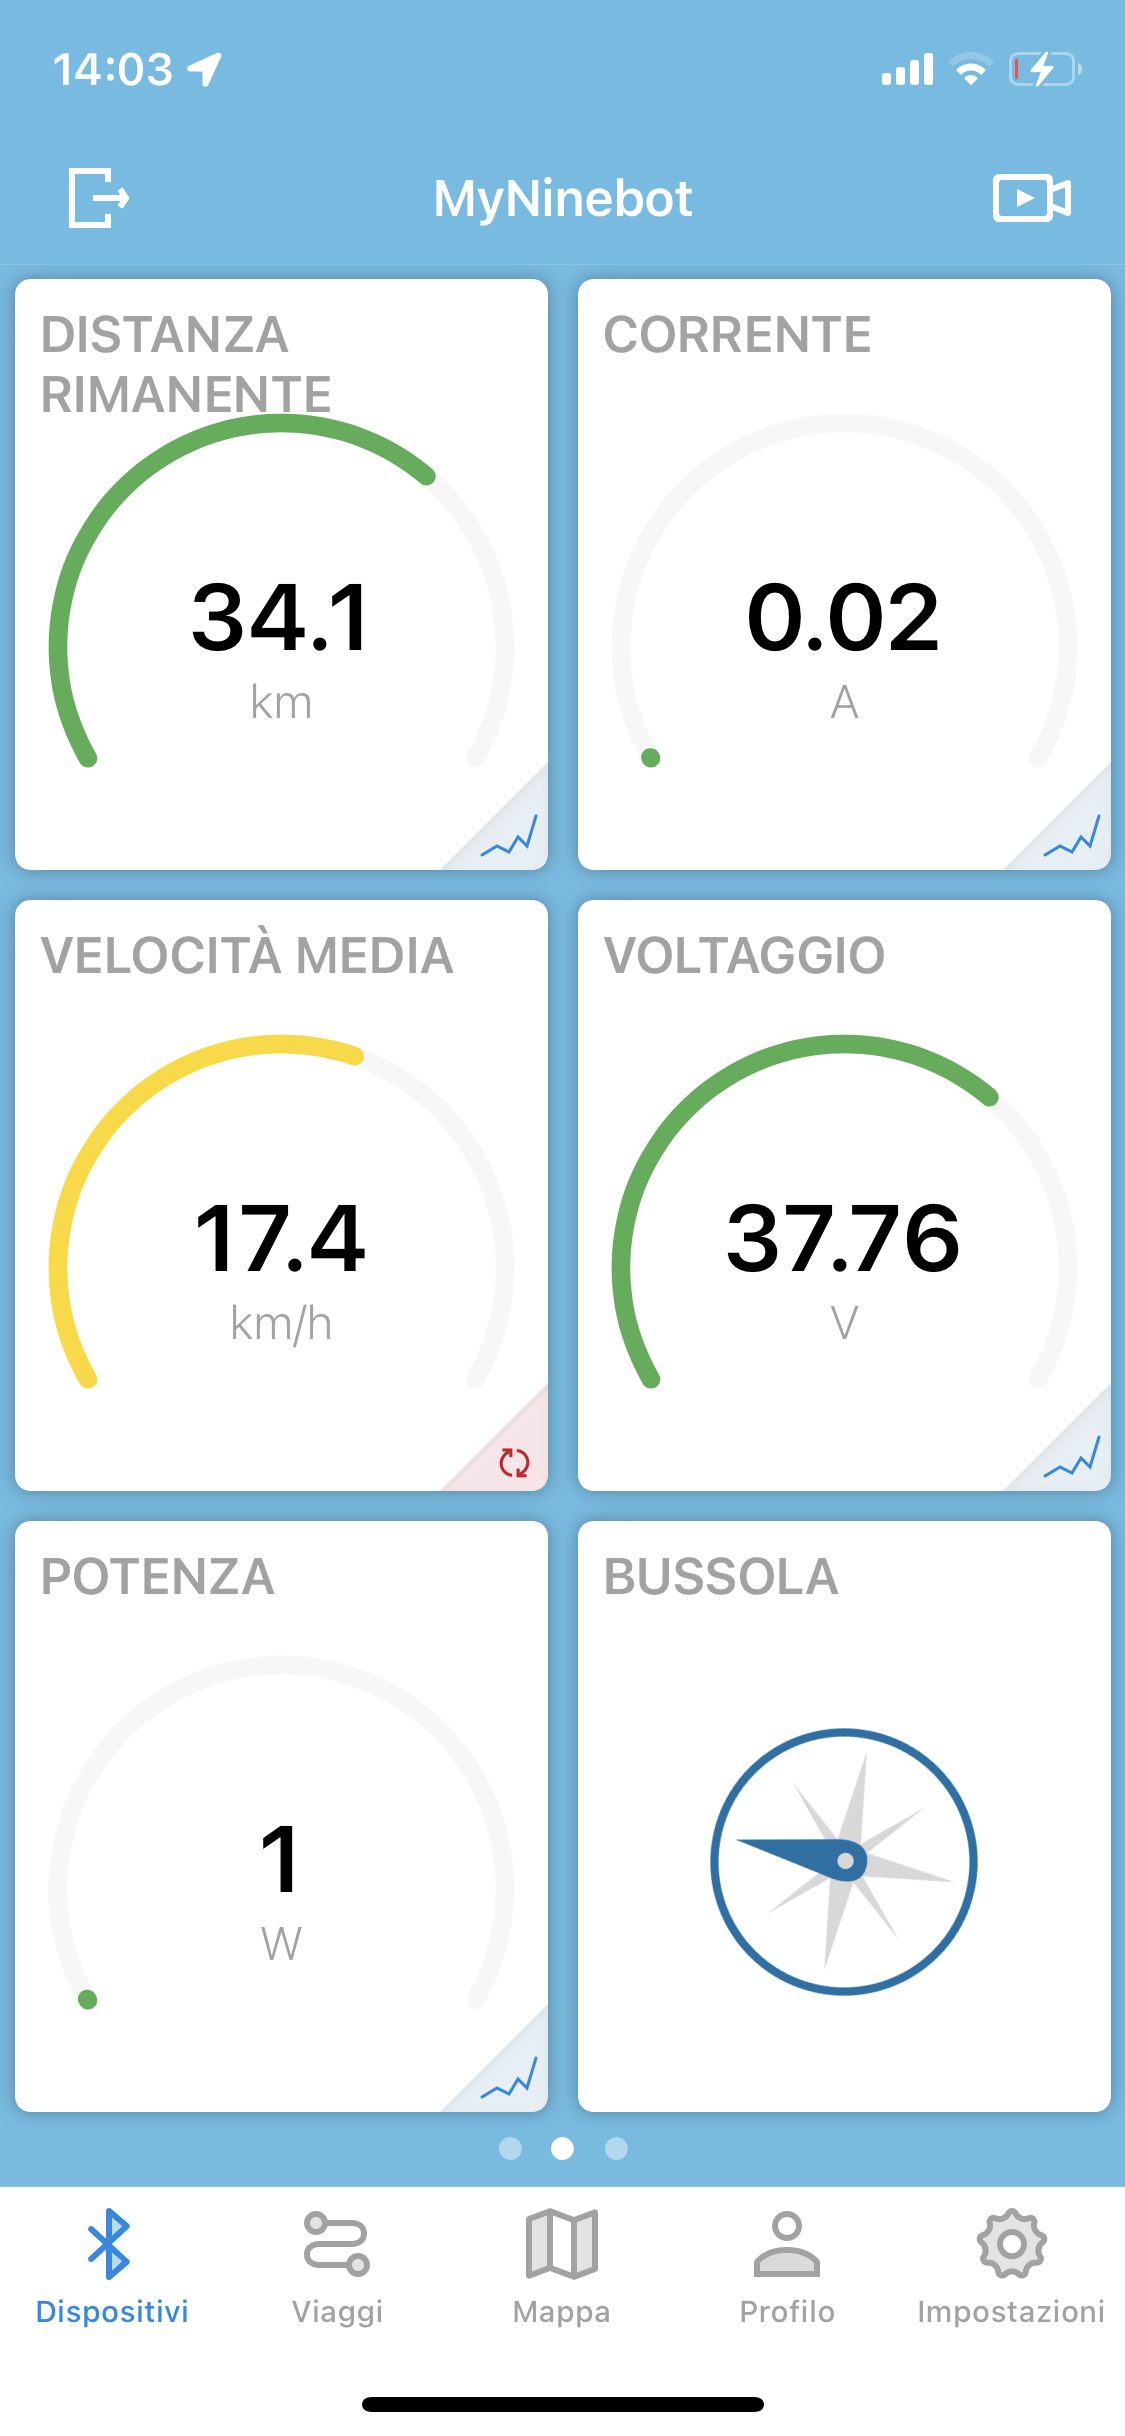 14:03
MyNinebot
DISTANZA
RIMANENTE
34.1
km
CORRENTE
0.02
A
VELOCITÀ MEDIA
17.4
km/h
VOLTAGGIO
37.76
V
POTENZA
1
W
BUSSOLA
Dispositivi
Viaggi
Mappa
Profilo
Impostazioni